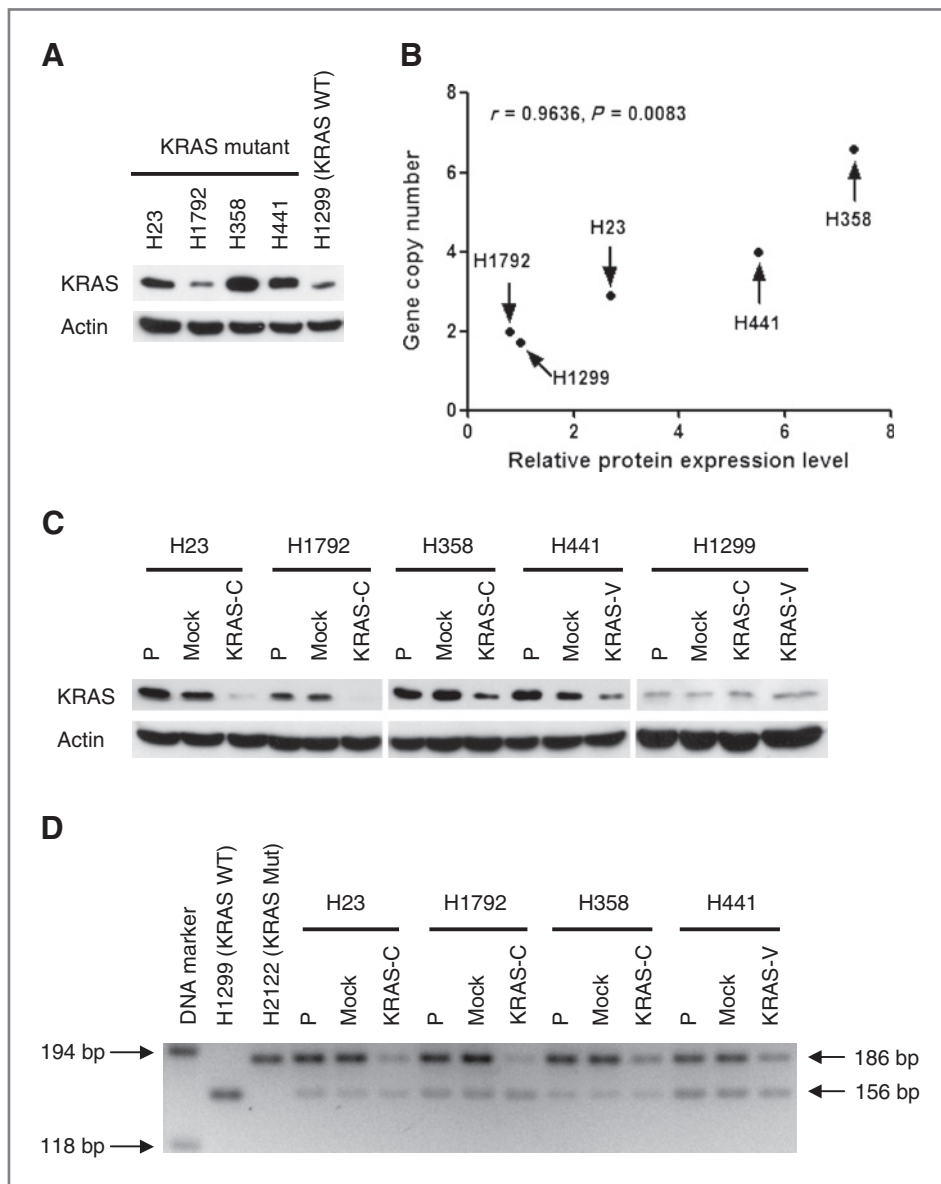 A
KRAS mutant
H23
H1792
H358
H441
H1299 (KRAS WT)
KRAS
Actin
B
r = 0.9636, P = 0.0083
Gene copy number
8
6
4
2
0
H1792
H1299
H23
H441
H358
0 2 4 6 8
Relative protein expression level
C
H23 H1792 H358 H441 H1299
P Mock KRAS-C P Mock KRAS-C P Mock KRAS-C P Mock KRAS-V P Mock KRAS-C KRAS-V
KRAS
Actin
D
DNA marker
H1299 (KRAS WT)
H2122 (KRAS Mut)
H23 H1792 H358 H441
P Mock KRAS-C P Mock KRAS-C P Mock KRAS-C P Mock KRAS-V
194 bp
118 bp
186 bp
156 bp